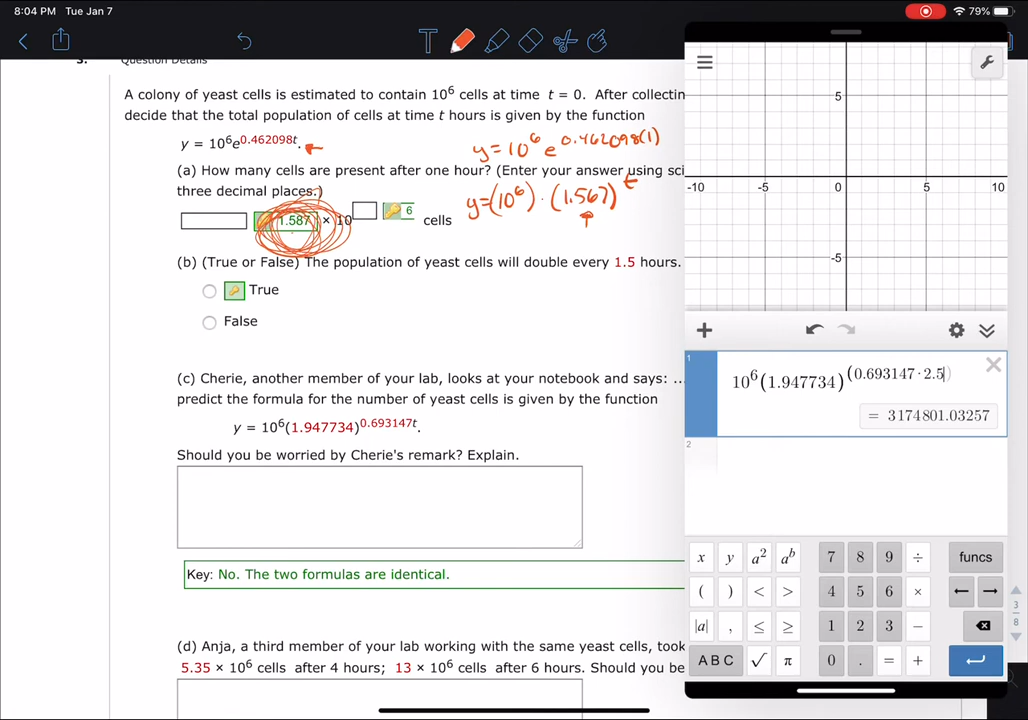 8:04 PM Tue Jan 7
79%
3. Question Details
A colony of yeast cells is estimated to contain 10⁶ cells at time t = 0. After collectin
decide that the total population of cells at time t hours is given by the function
y = 10⁶e^0.462098t.
y = 10⁶ e^0.462098(1)
(a) How many cells are present after one hour? (Enter your answer using sci
three decimal places.)
y=(10⁶) · (1.567)^t
1.587 × 10 6 cells
(b) (True or False) The population of yeast cells will double every 1.5 hours.
True
False
(c) Cherie, another member of your lab, looks at your notebook and says: ...
predict the formula for the number of yeast cells is given by the function
y = 10⁶(1.947734)^0.693147t.
Should you be worried by Cherie's remark? Explain.
Key: No. The two formulas are identical.
(d) Anja, a third member of your lab working with the same yeast cells, took
5.35 × 10⁶ cells after 4 hours; 13 × 10⁶ cells after 6 hours. Should you be
T
5
-10 -5 0 5 10
-5
1
10⁶(1.947734)^(0.693147·2.5)
= 3174801.03257
2
x y a² aᵇ 7 8 9 ÷ funcs
( ) < > 4 5 6 × ← →
|a| , ≤ ≥ 1 2 3 −
A B C √ π 0 . = +
3
8